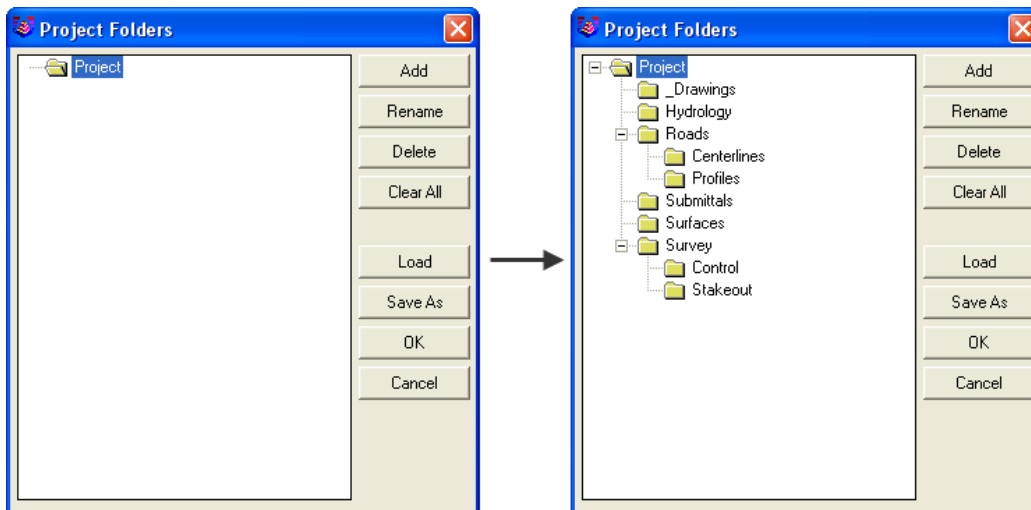 Project Folders
Project
Add
Rename
Delete
Clear All
Load
Save As
OK
Cancel
Project Folders
Project
_Drawings
Hydrology
Roads
Centerlines
Profiles
Submittals
Surfaces
Survey
Control
Stakeout
Add
Rename
Delete
Clear All
Load
Save As
OK
Cancel